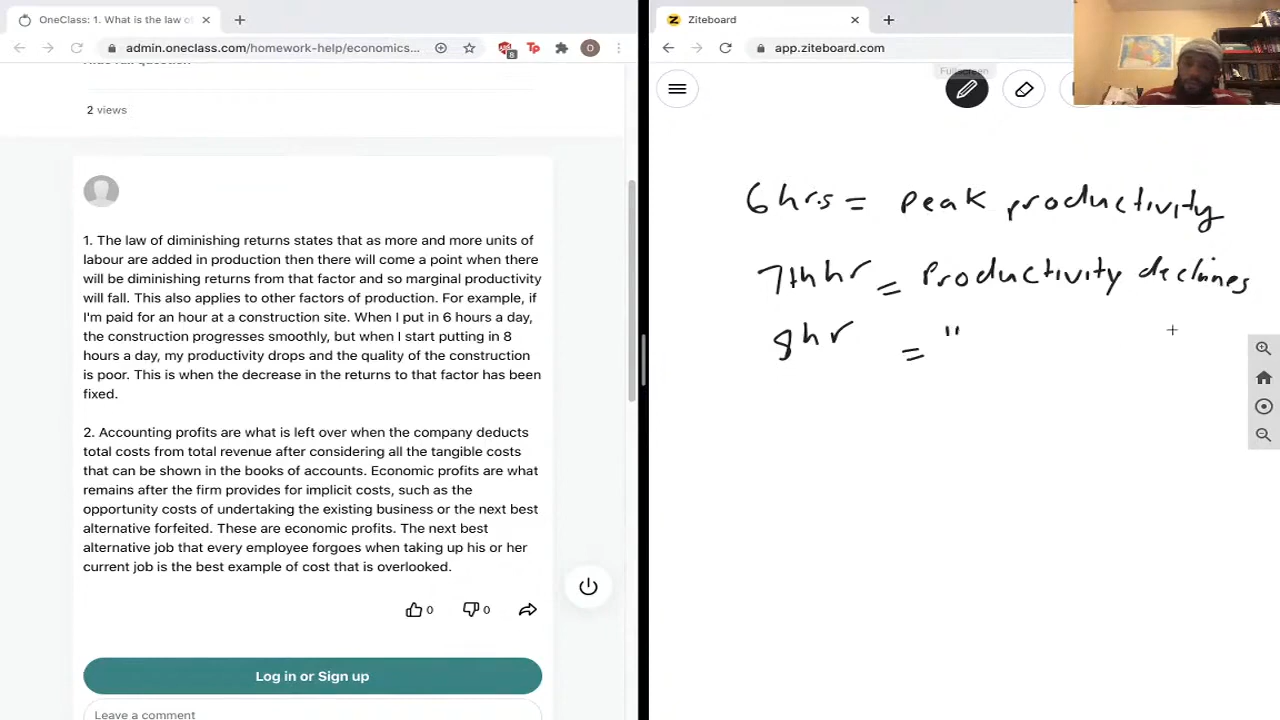 OneClass: 1. What is the law of
admin.oneclass.com/homework-help/economics...
2 views
1. The law of diminishing returns states that as more and more units of
labour are added in production then there will come a point when there
will be diminishing returns from that factor and so marginal productivity
will fall. This also applies to other factors of production. For example, if
I'm paid for an hour at a construction site. When I put in 6 hours a day,
the construction progresses smoothly, but when I start putting in 8
hours a day, my productivity drops and the quality of the construction
is poor. This is when the decrease in the returns to that factor has been
fixed.
2. Accounting profits are what is left over when the company deducts
total costs from total revenue after considering all the tangible costs
that can be shown in the books of accounts. Economic profits are what
remains after the firm provides for implicit costs, such as the
opportunity costs of undertaking the existing business or the next best
alternative forfeited. These are economic profits. The next best
alternative job that every employee forgoes when taking up his or her
current job is the best example of cost that is overlooked.
0 0
Log in or Sign up
Leave a comment
Ziteboard
app.ziteboard.com
Fullscreen
6hrs = Peak productivity
7th hr = Productivity declines
8hr = "